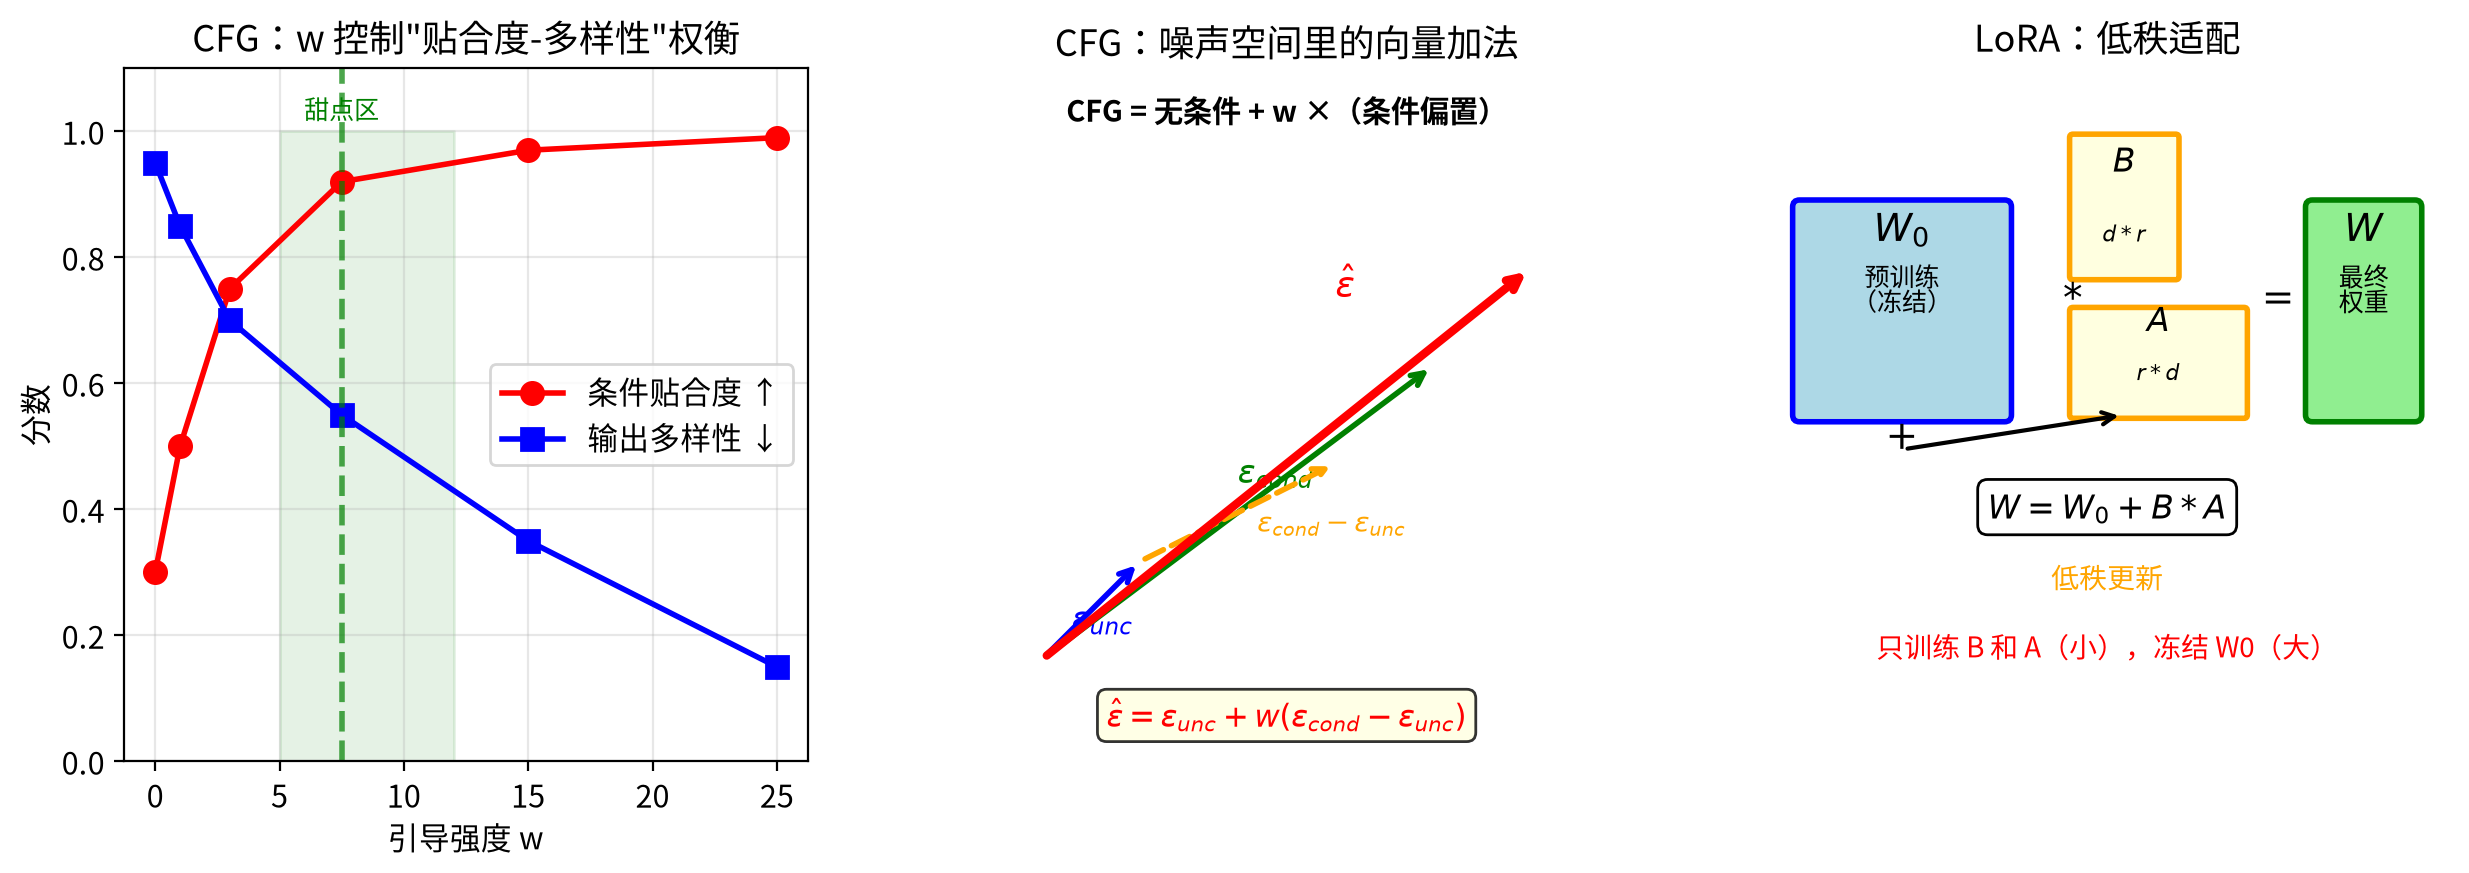 CFG：w 控制"贴合度-多样性"权衡
甜点区
1.0
0.8
0.6
0.4
0.2
0.0
分数
条件贴合度 ↑
输出多样性 ↓
0 5 10 15 20 25
引导强度 w
CFG：噪声空间里的向量加法
CFG = 无条件 + w ×（条件偏置）
ε̂
ε_cond
ε_cond − ε_unc
ε_unc
ε̂ = ε_unc + w(ε_cond − ε_unc)
LoRA：低秩适配
W₀
预训练
（冻结）
+
B
d * r
*
A
r * d
=
W
最终
权重
W = W₀ + B * A
低秩更新
只训练 B 和 A（小），冻结 W0（大）